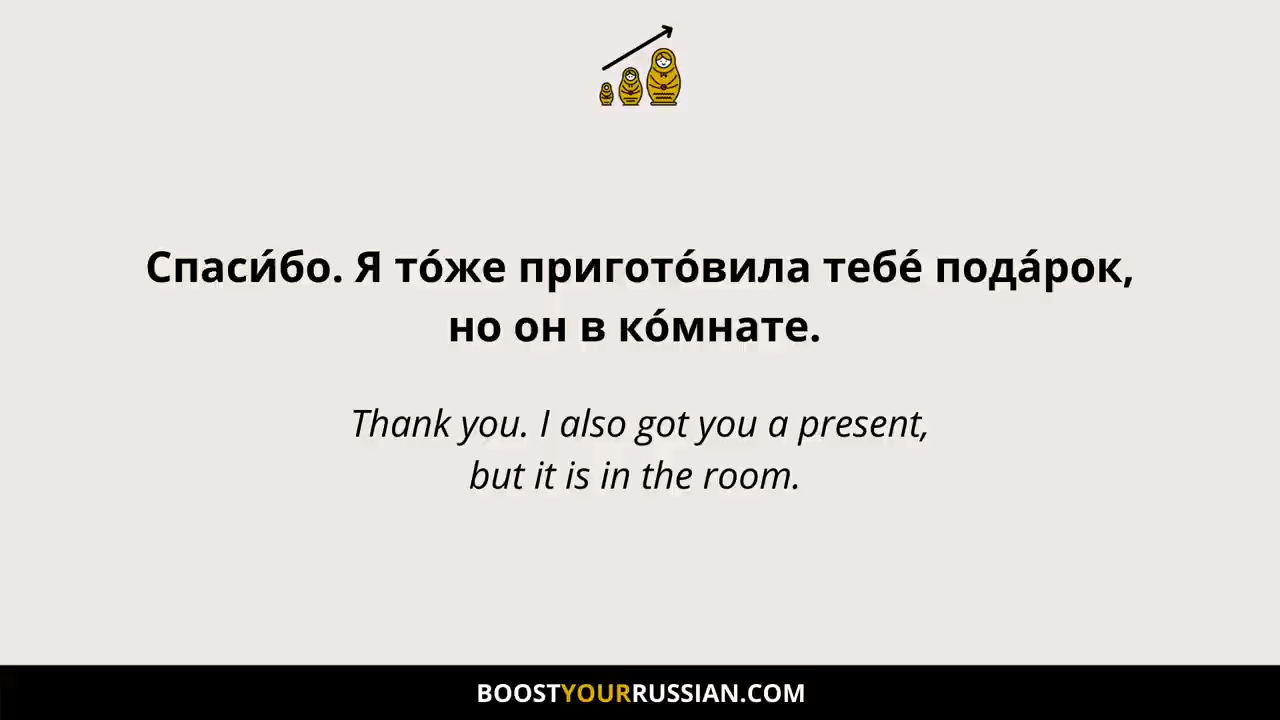 Спаси́бо. Я то́же пригото́вила тебе́ пода́рок,
но он в ко́мнате.
Thank you. I also got you a present,
but it is in the room.
BOOSTYOURRUSSIAN.COM